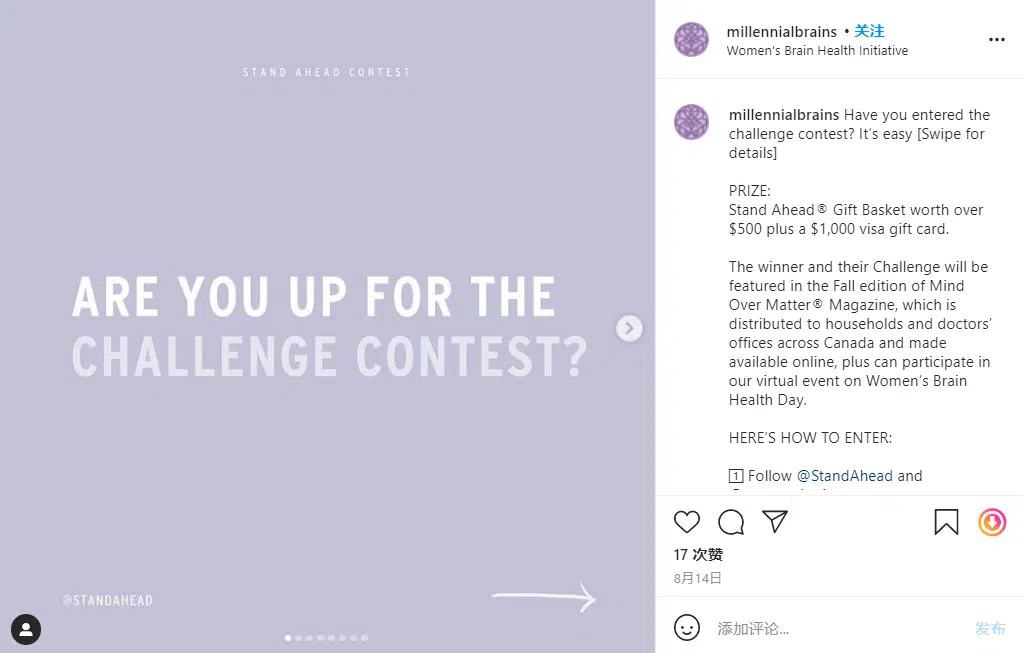 STAND AHEAD CONTEST
ARE YOU UP FOR THE
CHALLENGE CONTEST?
@STANDAHEAD
millennialbrains • 关注
Women's Brain Health Initiative
millennialbrains Have you entered the
challenge contest? It's easy [Swipe for
details]
PRIZE:
Stand Ahead® Gift Basket worth over
$500 plus a $1,000 visa gift card.
The winner and their Challenge will be
featured in the Fall edition of Mind
Over Matter® Magazine, which is
distributed to households and doctors'
offices across Canada and made
available online, plus can participate in
our virtual event on Women's Brain
Health Day.
HERE'S HOW TO ENTER:
1 Follow @StandAhead and
17 次赞
8月14日
添加评论...
发布